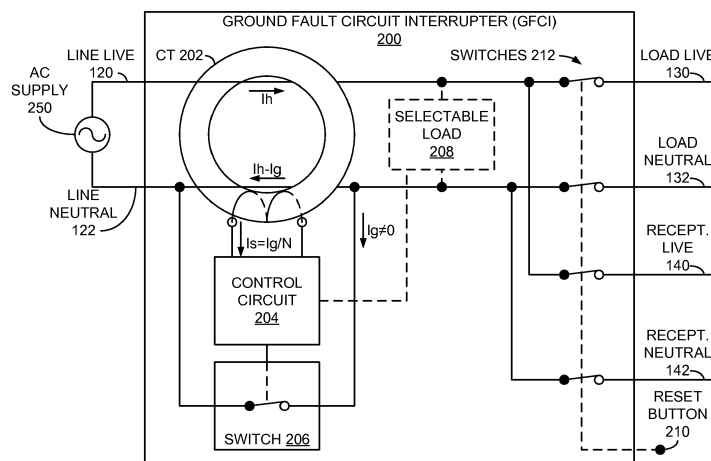 GROUND FAULT CIRCUIT INTERRUPTER (GFCI)
200
LINE LIVE
120
CT 202
SWITCHES 212
LOAD LIVE
130
AC
SUPPLY
250
Ih
SELECTABLE
LOAD
208
LOAD
NEUTRAL
132
Ih-Ig
LINE
NEUTRAL
122
Is=Ig/N
Ig≠0
RECEPT.
LIVE
140
CONTROL
CIRCUIT
204
RECEPT.
NEUTRAL
142
SWITCH 206
RESET
BUTTON
210